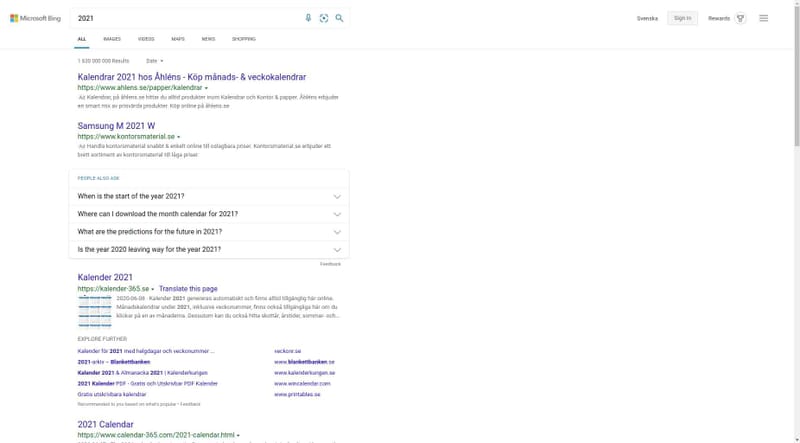 Microsoft Bing
2021
Svenska
Sign in
Rewards
ALL
IMAGES
VIDEOS
MAPS
NEWS
SHOPPING
1 630 000 000 Results
Date
Kalendrar 2021 hos Åhléns - Köp månads- & veckokalendrar
https://www.ahlens.se/papper/kalendrar
Ad Kalendrar, på åhlens.se hittar du alltid produkter inom Kalendrar och Kontor & papper. Åhléns erbjuder
en smart mix av prisvärda produkter. Köp online på åhléns.se
Samsung M 2021 W
https://www.kontorsmaterial.se
Ad Handla kontorsmaterial snabbt & enkelt online till oslagbara priser. Kontorsmaterial.se erbjuder ett
brett sortiment av kontorsmaterial till låga priser.
PEOPLE ALSO ASK
When is the start of the year 2021?
Where can I download the month calendar for 2021?
What are the predictions for the future in 2021?
Is the year 2020 leaving way for the year 2021?
Feedback
Kalender 2021
https://kalender-365.se
Translate this page
2020-06-08 · Kalender 2021 genereras automatiskt och finns alltid tillgänglig här online.
Månadskalendrar under 2021, inklusive veckonummer, finns också tillgängliga här om du
klickar på en av månaderna. Dessutom kan du också hitta skottår, årstider, sommar- och...
EXPLORE FURTHER
Kalender för 2021 med helgdagar och veckonummer ...
veckonr.se
2021-arkiv – Blankettbanken
www.blankettbanken.se
Kalender 2021 & Almanacka 2021 | Kalenderkungen
www.kalenderkungen.se
2021 Kalender PDF - Gratis och Utskrivbar PDF Kalender
www.wincalendar.com
Gratis utskrivbara kalendrar
www.printables.se
Recommended to you based on what's popular • Feedback
2021 Calendar
https://www.calendar-365.com/2021-calendar.html